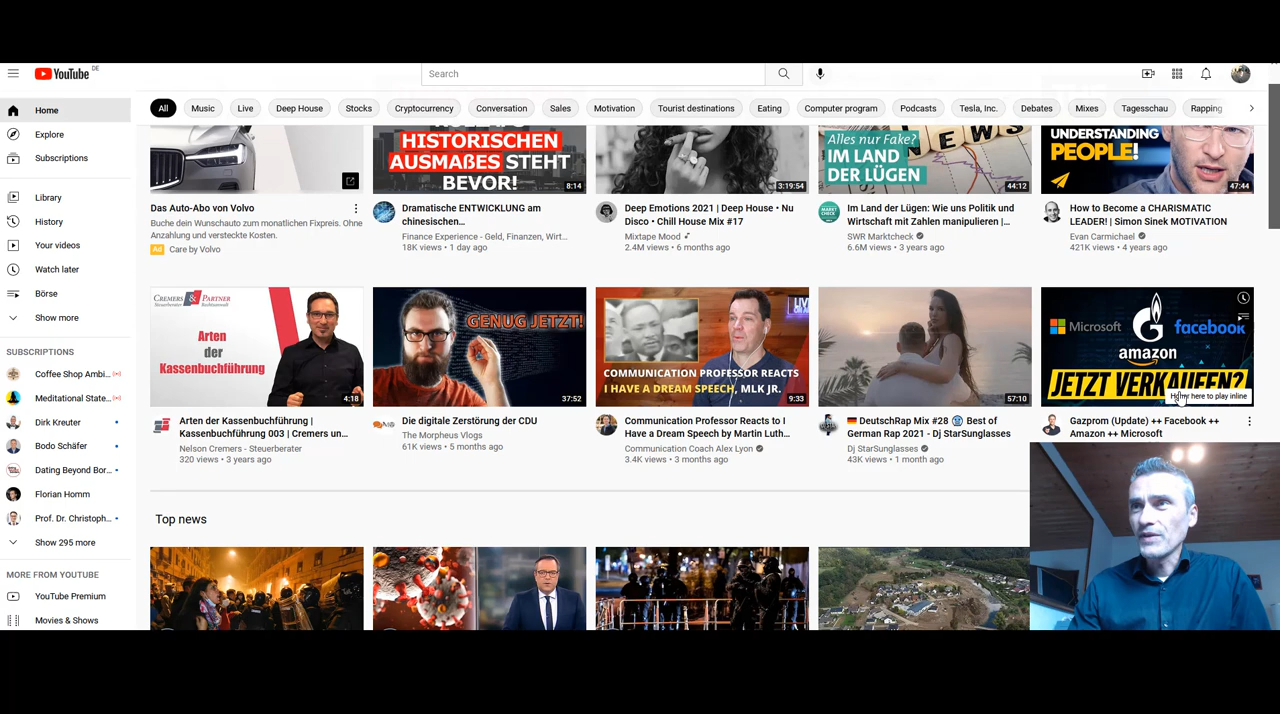 YouTube DE
Search
Home
Explore
Subscriptions
Library
History
Your videos
Watch later
Börse
Show more
SUBSCRIPTIONS
Coffee Shop Ambi...
Meditational State...
Dirk Kreuter
Bodo Schäfer
Dating Beyond Bor...
Florian Homm
Prof. Dr. Christoph...
Show 295 more
MORE FROM YOUTUBE
YouTube Premium
Movies & Shows
All Music Live Deep House Stocks Cryptocurrency Conversation Sales Motivation Tourist destinations Eating Computer program Podcasts Tesla, Inc. Debates Mixes Tagesschau Rapping
Das Auto-Abo von Volvo
Buche dein Wunschauto zum monatlichen Fixpreis. Ohne
Anzahlung und versteckte Kosten.
Ad Care by Volvo
HISTORISCHEN
AUSMAßES STEHT
BEVOR!
8:14
Dramatische ENTWICKLUNG am
chinesischen...
Finance Experience - Geld, Finanzen, Wirt...
18K views • 1 day ago
3:19:54
Deep Emotions 2021 | Deep House • Nu
Disco • Chill House Mix #17
Mixtape Mood
2.4M views • 6 months ago
NEWS
Alles nur Fake?
IM LAND
DER LÜGEN
44:12
Im Land der Lügen: Wie uns Politik und
Wirtschaft mit Zahlen manipulieren |...
SWR Marktcheck
6.6M views • 3 years ago
UNDERSTANDING
PEOPLE!
47:44
How to Become a CHARISMATIC
LEADER! | Simon Sinek MOTIVATION
Evan Carmichael
421K views • 4 years ago
CREMERS & PARTNER
Steuerberater Rechtsanwalt
Arten
der
Kassenbuchführung
4:18
Arten der Kassenbuchführung |
Kassenbuchführung 003 | Cremers un...
Nelson Cremers - Steuerberater
320 views • 3 years ago
GENUG JETZT!
37:52
Die digitale Zerstörung der CDU
The Morpheus Vlogs
61K views • 5 months ago
COMMUNICATION PROFESSOR REACTS
I HAVE A DREAM SPEECH, MLK JR.
9:33
Communication Professor Reacts to I
Have a Dream Speech by Martin Luth...
Communication Coach Alex Lyon
3.4K views • 3 months ago
57:10
DeutschRap Mix #28 Best of
German Rap 2021 - Dj StarSunglasses
Dj StarSunglasses
43K views • 1 month ago
Microsoft facebook
amazon
JETZT VERKAUFEN?
here to play inline
Gazprom (Update) ++ Facebook ++
Amazon ++ Microsoft
Top news